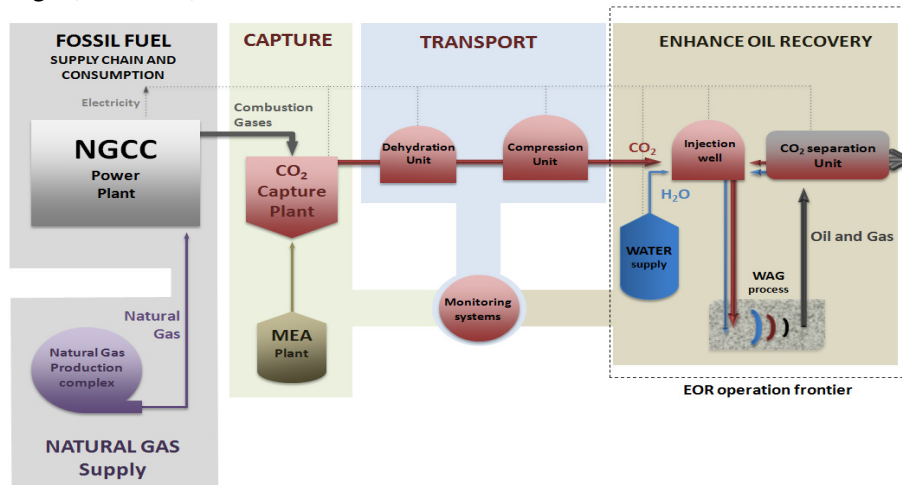 FOSSIL FUEL
SUPPLY CHAIN AND
CONSUMPTION
Electricity
NGCC
Power
Plant
Natural
Gas
Natural Gas
Production
complex
NATURAL GAS
Supply
CAPTURE
Combustion
Gases
CO2
Capture
Plant
MEA
Plant
TRANSPORT
Dehydration
Unit
Compression
Unit
Monitoring
systems
ENHANCE OIL RECOVERY
CO2
Injection
well
CO2 separation
Unit
H2O
WATER
supply
Oil and Gas
WAG
process
EOR operation frontier